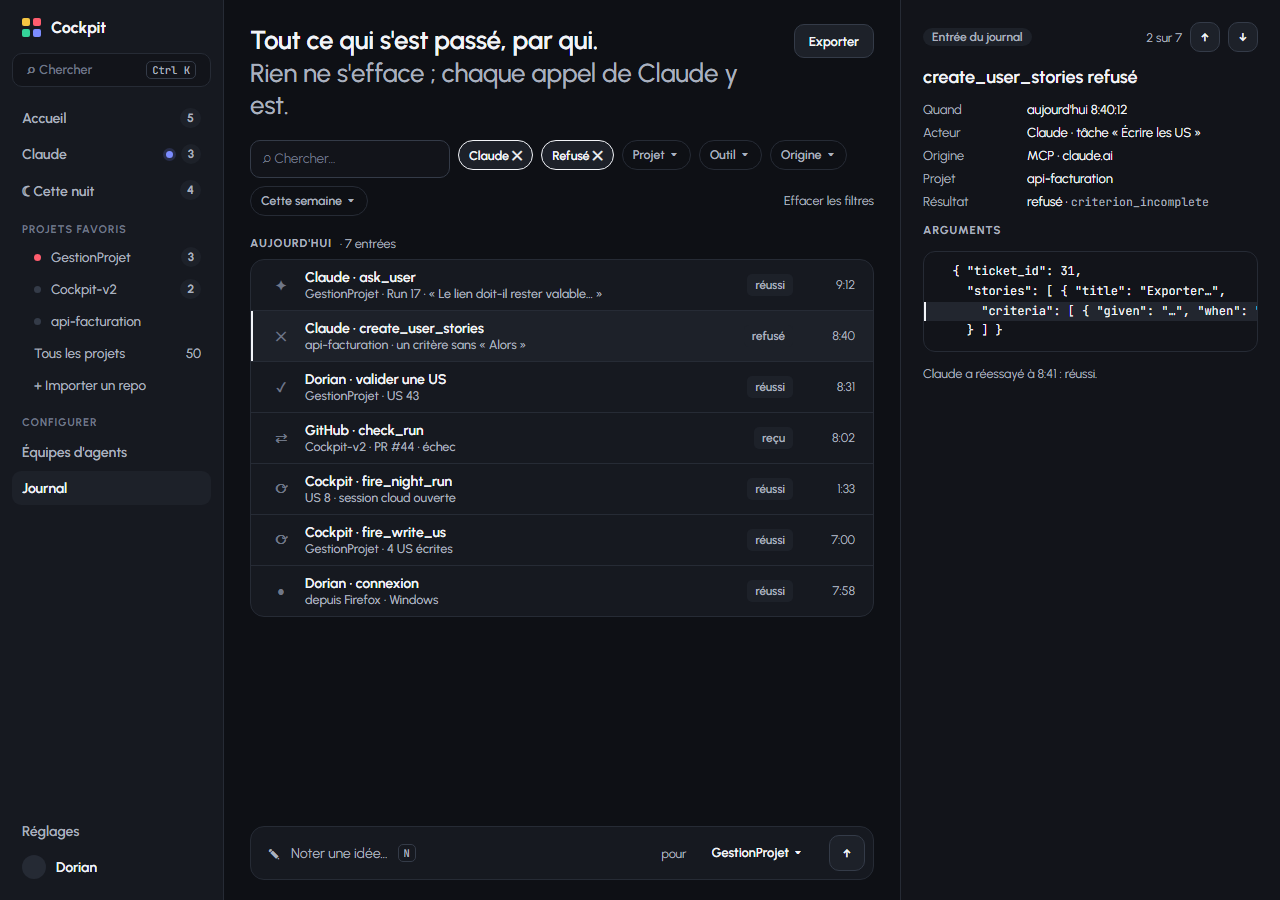 Cockpit
Chercher
Ctrl K
Accueil 5
Claude 3
Cette nuit 4
PROJETS FAVORIS
GestionProjet 3
Cockpit-v2 2
api-facturation
Tous les projets 50
+ Importer un repo
CONFIGURER
Équipes d'agents
Journal
Réglages
Dorian
Tout ce qui s'est passé, par qui.
Rien ne s'efface ; chaque appel de Claude y
est.
Exporter
Chercher…
Claude ✕
Refusé ✕
Projet
Outil
Origine
Cette semaine
Effacer les filtres
AUJOURD'HUI · 7 entrées
Claude · ask_user
GestionProjet · Run 17 · « Le lien doit-il rester valable… »
réussi 9:12
Claude · create_user_stories
api-facturation · un critère sans « Alors »
refusé 8:40
Dorian · valider une US
GestionProjet · US 43
réussi 8:31
GitHub · check_run
Cockpit-v2 · PR #44 · échec
reçu 8:02
Cockpit · fire_night_run
US 8 · session cloud ouverte
réussi 1:33
Cockpit · fire_write_us
GestionProjet · 4 US écrites
réussi 7:00
Dorian · connexion
depuis Firefox · Windows
réussi 7:58
Noter une idée… N
pour GestionProjet
Entrée du journal
2 sur 7
create_user_stories refusé
Quand aujourd'hui 8:40:12
Acteur Claude · tâche « Écrire les US »
Origine MCP · claude.ai
Projet api-facturation
Résultat refusé · criterion_incomplete
ARGUMENTS
{ "ticket_id": 31,
"stories": [ { "title": "Exporter…",
"criteria": [ { "given": "…", "when": "
} ] }
Claude a réessayé à 8:41 : réussi.